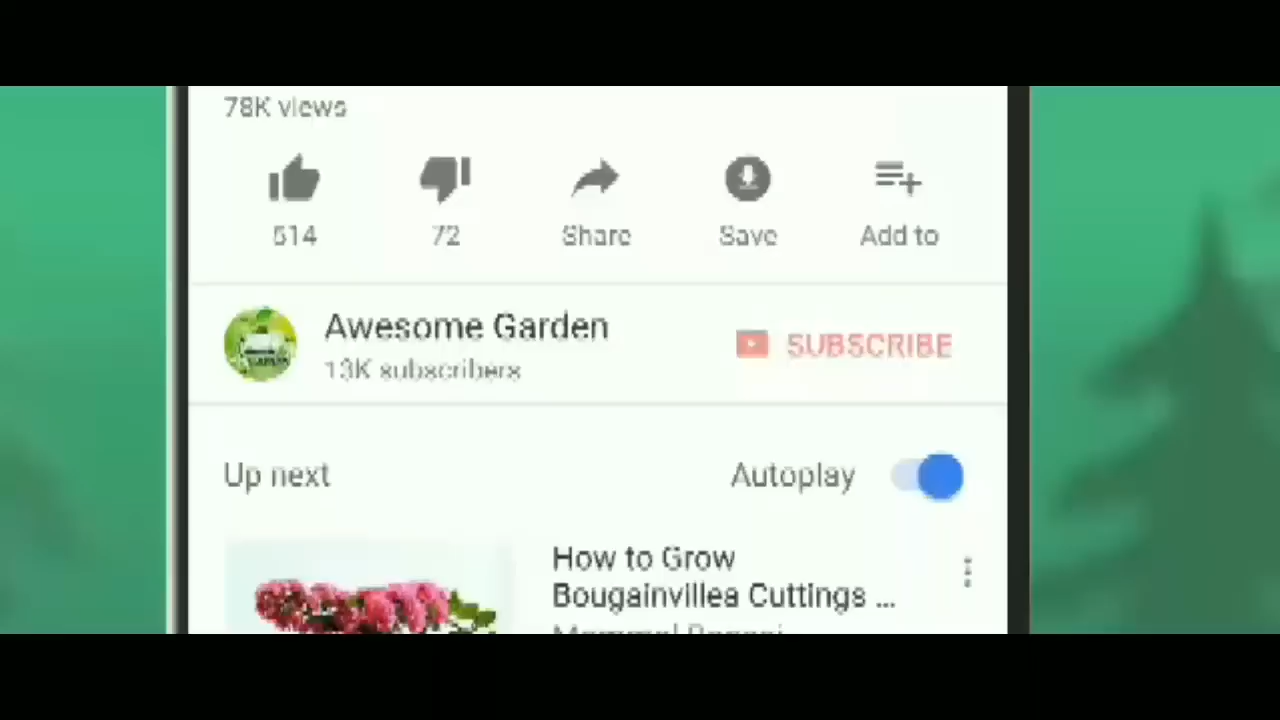 78K views
614
72
Share
Save
Add to
Awesome Garden
13K subscribers
SUBSCRIBE
Up next
Autoplay
How to Grow
Bougainvillea Cuttings ...